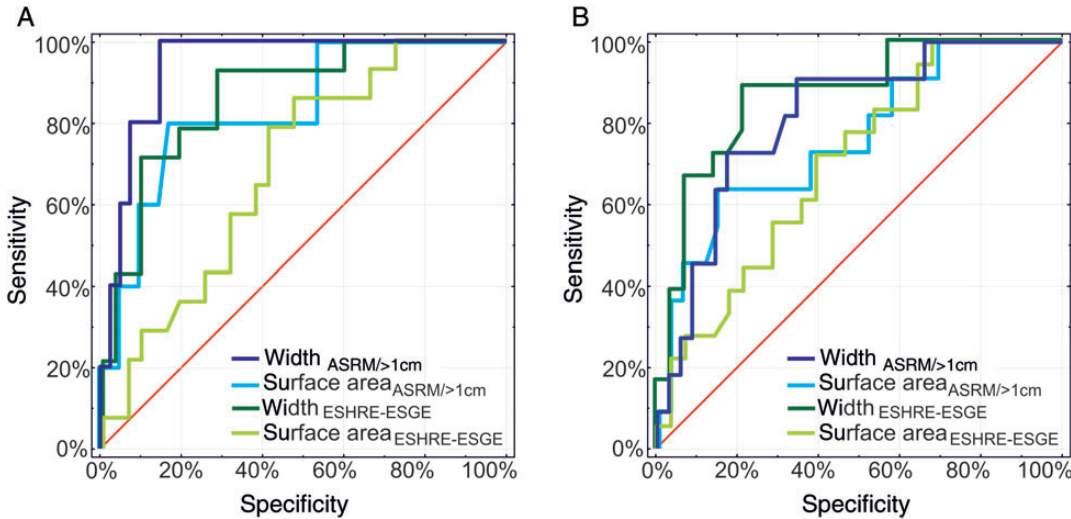 A
100%
80%
60%
40%
20%
0%
Sensitivity
0% 20% 40% 60% 80% 100%
Specificity
Width ASRM/>1cm
Surface area ASRM/>1cm
Width ESHRE-ESGE
Surface area ESHRE-ESGE
B
100%
80%
60%
40%
20%
0%
Sensitivity
0% 20% 40% 60% 80% 100%
Specificity
Width ASRM/>1cm
Surface area ASRM/>1cm
Width ESHRE-ESGE
Surface area ESHRE-ESGE